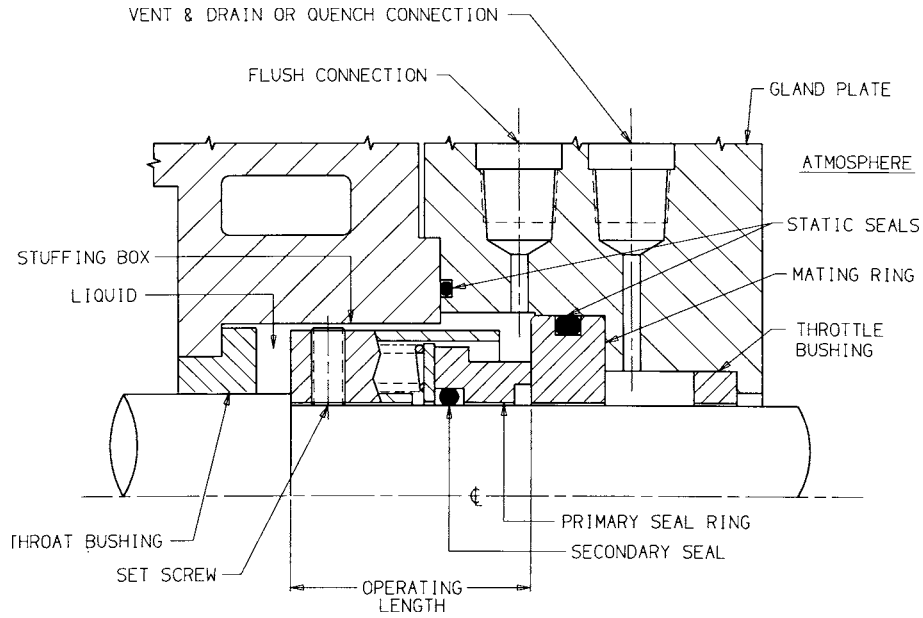 VENT & DRAIN OR QUENCH CONNECTION
FLUSH CONNECTION
GLAND PLATE
ATMOSPHERE
STATIC SEALS
STUFFING BOX
MATING RING
LIQUID
THROTTLE
BUSHING
℄
PRIMARY SEAL RING
THROAT BUSHING
SECONDARY SEAL
SET SCREW
OPERATING
LENGTH